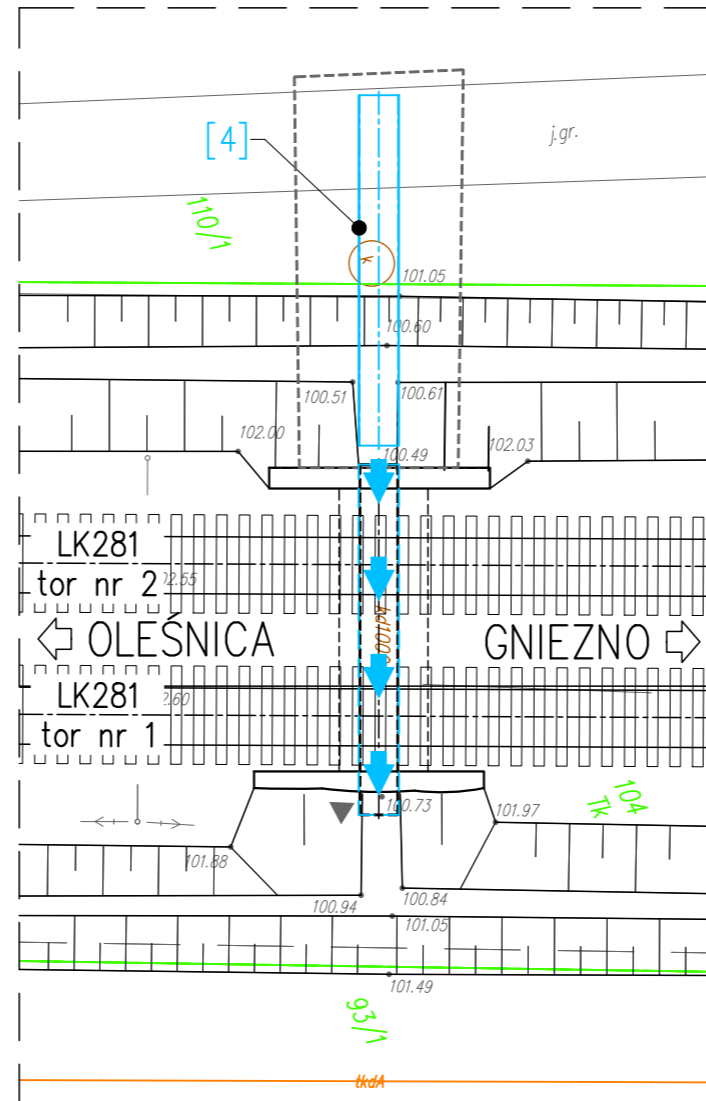 [4]
j.gr.
110/1
k
101.05
100.60
100.51
100.61
102.00
100.49
102.03
LK281
tor nr 2
OLEŚNICA
GNIEZNO
LK281
tor nr 1
100.73
104
Tk
101.97
101.88
100.94
100.84
101.05
101.49
93/1
tkdA